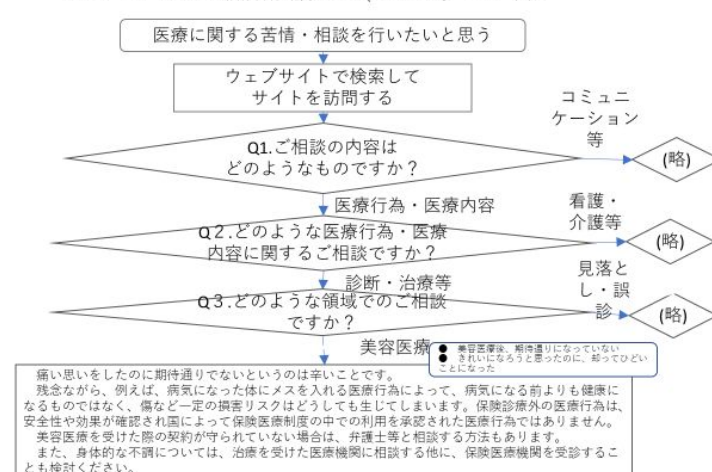 医療に関する苦情・相談を行いたいと思う
ウェブサイトで検索して
サイトを訪問する
コミュニ
ケーション
等
Q1.ご相談の内容は
どのようなものですか？
(略)
医療行為・医療内容
看護・
介護等
Q２.どのような医療行為・医療
内容に関するご相談ですか？
(略)
診断・治療等
見落と
し・誤
診
Q３.どのような領域でのご相談
ですか？
(略)
美容医療
● 美容医療後、期待通りになっていない
● きれいになろうと思ったのに、却ってひどい
ことになった
痛い思いをしたのに期待通りでないというのは辛いことです。
残念ながら、例えば、病気になった体にメスを入れる医療行為によって、病気になる前よりも健康に
なるものではなく、傷など一定の損害リスクはどうしても生じてしまいます。保険診療外の医療行為は、
安全性や効果が確認され国によって保険医療制度の中での利用を承認された医療行為ではありません。
美容医療を受けた際の契約が守られていない場合は、弁護士等と相談する方法もあります。
また、身体的な不調については、治療を受けた医療機関に相談する他に、保険医療機関を受診するこ
とも検討ください。